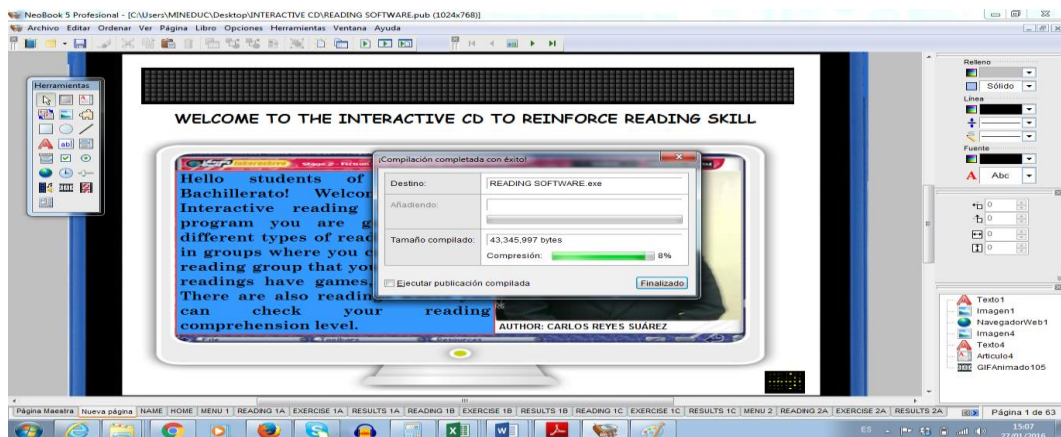 NeoBook 5 Profesional - [C:\Users\MINEDUC\Desktop\INTERACTIVE CD\READING SOFTWARE.pub (1024x768)]
Archivo Editar Ordenar Ver Página Libro Opciones Herramientas Ventana Ayuda
Herramientas
WELCOME TO THE INTERACTIVE CD TO REINFORCE READING SKILL
Hello students of
Bachillerato! Welcom
Interactive reading
program you are g
different types of read
in groups where you c
reading group that you
readings have games,
There are also reading
can check your reading
comprehension level.
AUTHOR: CARLOS REYES SUÁREZ
¡Compilación completada con éxito!
Destino: READING SOFTWARE.exe
Añadiendo:
Tamaño compilado: 43,345,997 bytes
Compresión: 8%
Ejecutar publicación compilada
Finalizado
Relleno
Sólido
Línea
Fuente
A Abc
0
0
0
0
Texto1
Imagen1
NavegadorWeb1
Imagen4
Texto4
Articulo4
GIFAnimado105
Página Maestra Nueva página NAME HOME MENU 1 READING 1A EXERCISE 1A RESULTS 1A READING 1B EXERCISE 1B RESULTS 1B READING 1C EXERCISE 1C RESULTS 1C MENU 2 READING 2A EXERCISE 2A RESULTS 2A Página 1 de 63
ES 15:07
27/01/2016